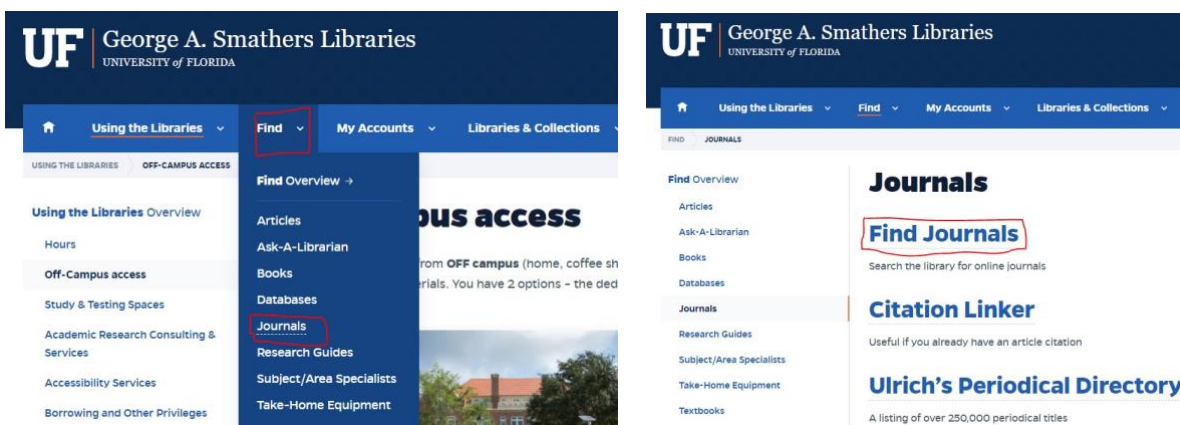 UF George A. Smathers Libraries
UNIVERSITY of FLORIDA
Using the Libraries
Find
My Accounts
Libraries & Collections
USING THE LIBRARIES
OFF-CAMPUS ACCESS
Using the Libraries Overview
Hours
Off-Campus access
Study & Testing Spaces
Academic Research Consulting &
Services
Accessibility Services
Borrowing and Other Privileges
Find Overview →
Articles
Ask-A-Librarian
Books
Databases
Journals
Research Guides
Subject/Area Specialists
Take-Home Equipment
pus access
from OFF campus (home, coffee sh
erials. You have 2 options – the ded
UF George A. Smathers Libraries
UNIVERSITY of FLORIDA
Using the Libraries
Find
My Accounts
Libraries & Collections
FIND
JOURNALS
Find Overview
Articles
Ask-A-Librarian
Books
Databases
Journals
Research Guides
Subject/Area Specialists
Take-Home Equipment
Textbooks
Journals
Find Journals
Search the library for online journals
Citation Linker
Useful if you already have an article citation
Ulrich's Periodical Directory
A listing of over 250,000 periodical titles